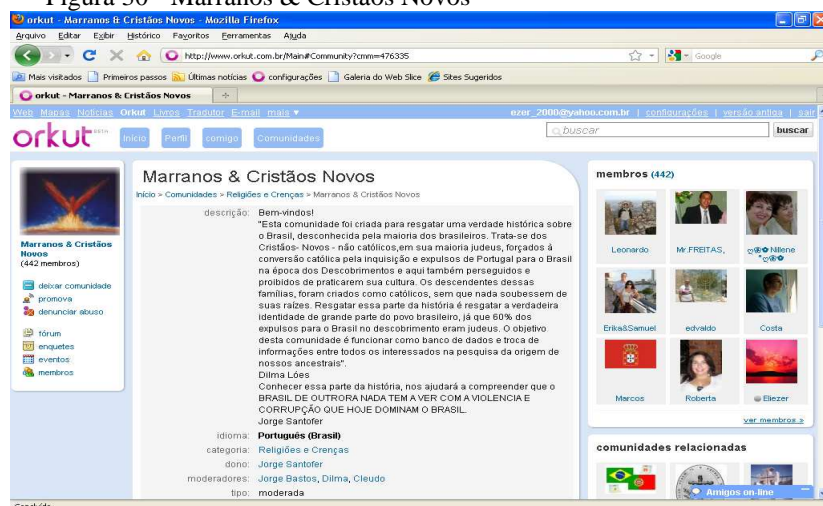 Figura 30 - Marranos & Cristãos Novos
orkut - Marranos & Cristãos Novos - Mozilla Firefox
Arquivo Editar Exibir Histórico Favoritos Ferramentas Ajuda
http://www.orkut.com.br/Main#Community?cmm=476335
Google
Mais visitados Primeiros passos Últimas notícias configurações Galeria do Web Slice Sites Sugeridos
orkut - Marranos & Cristãos Novos
Web Mapas Notícias Orkut Livros Tradutor E-mail mais ▼ ezer_2000@yahoo.com.br | configurações | versão antiga | sair
orkut BETA Início Perfil comigo Comunidades buscar buscar
Marranos & Cristãos Novos
(442 membros)
deixar comunidade
promova
denunciar abuso
fórum
enquetes
eventos
membros
Marranos & Cristãos Novos
Início > Comunidades > Religiões e Crenças > Marranos & Cristãos Novos
descrição: Bem-vindos!
"Esta comunidade foi criada para resgatar uma verdade histórica sobre
o Brasil, desconhecida pela maioria dos brasileiros. Trata-se dos
Cristãos- Novos - não católicos,em sua maioria judeus, forçados à
conversão católica pela inquisição e expulsos de Portugal para o Brasil
na época dos Descobrimentos e aqui também perseguidos e
proibidos de praticarem sua cultura. Os descendentes dessas
famílias, foram criados como católicos, sem que nada soubessem de
suas raízes. Resgatar essa parte da história é resgatar a verdadeira
identidade de grande parte do povo brasileiro, já que 60% dos
expulsos para o Brasil no descobrimento eram judeus. O objetivo
desta comunidade é funcionar como banco de dados e troca de
informações entre todos os interessados na pesquisa da origem de
nossos ancestrais".
Dilma Lóes
Conhecer essa parte da história, nos ajudará a compreender que o
BRASIL DE OUTRORA NADA TEM A VER COM A VIOLENCIA E
CORRUPÇÃO QUE HOJE DOMINAM O BRASIL.
Jorge Santofer
idioma: Português (Brasil)
categoria: Religiões e Crenças
dono: Jorge Santofer
moderadores: Jorge Bastos, Dilma, Cleudo
tipo: moderada
membros (442)
Leonardo Mr.FREITAS, Nillene
Erika&Samuel edvaldo Costa
Marcos Roberta Eliezer
ver membros »
comunidades relacionadas
Amigos on-line